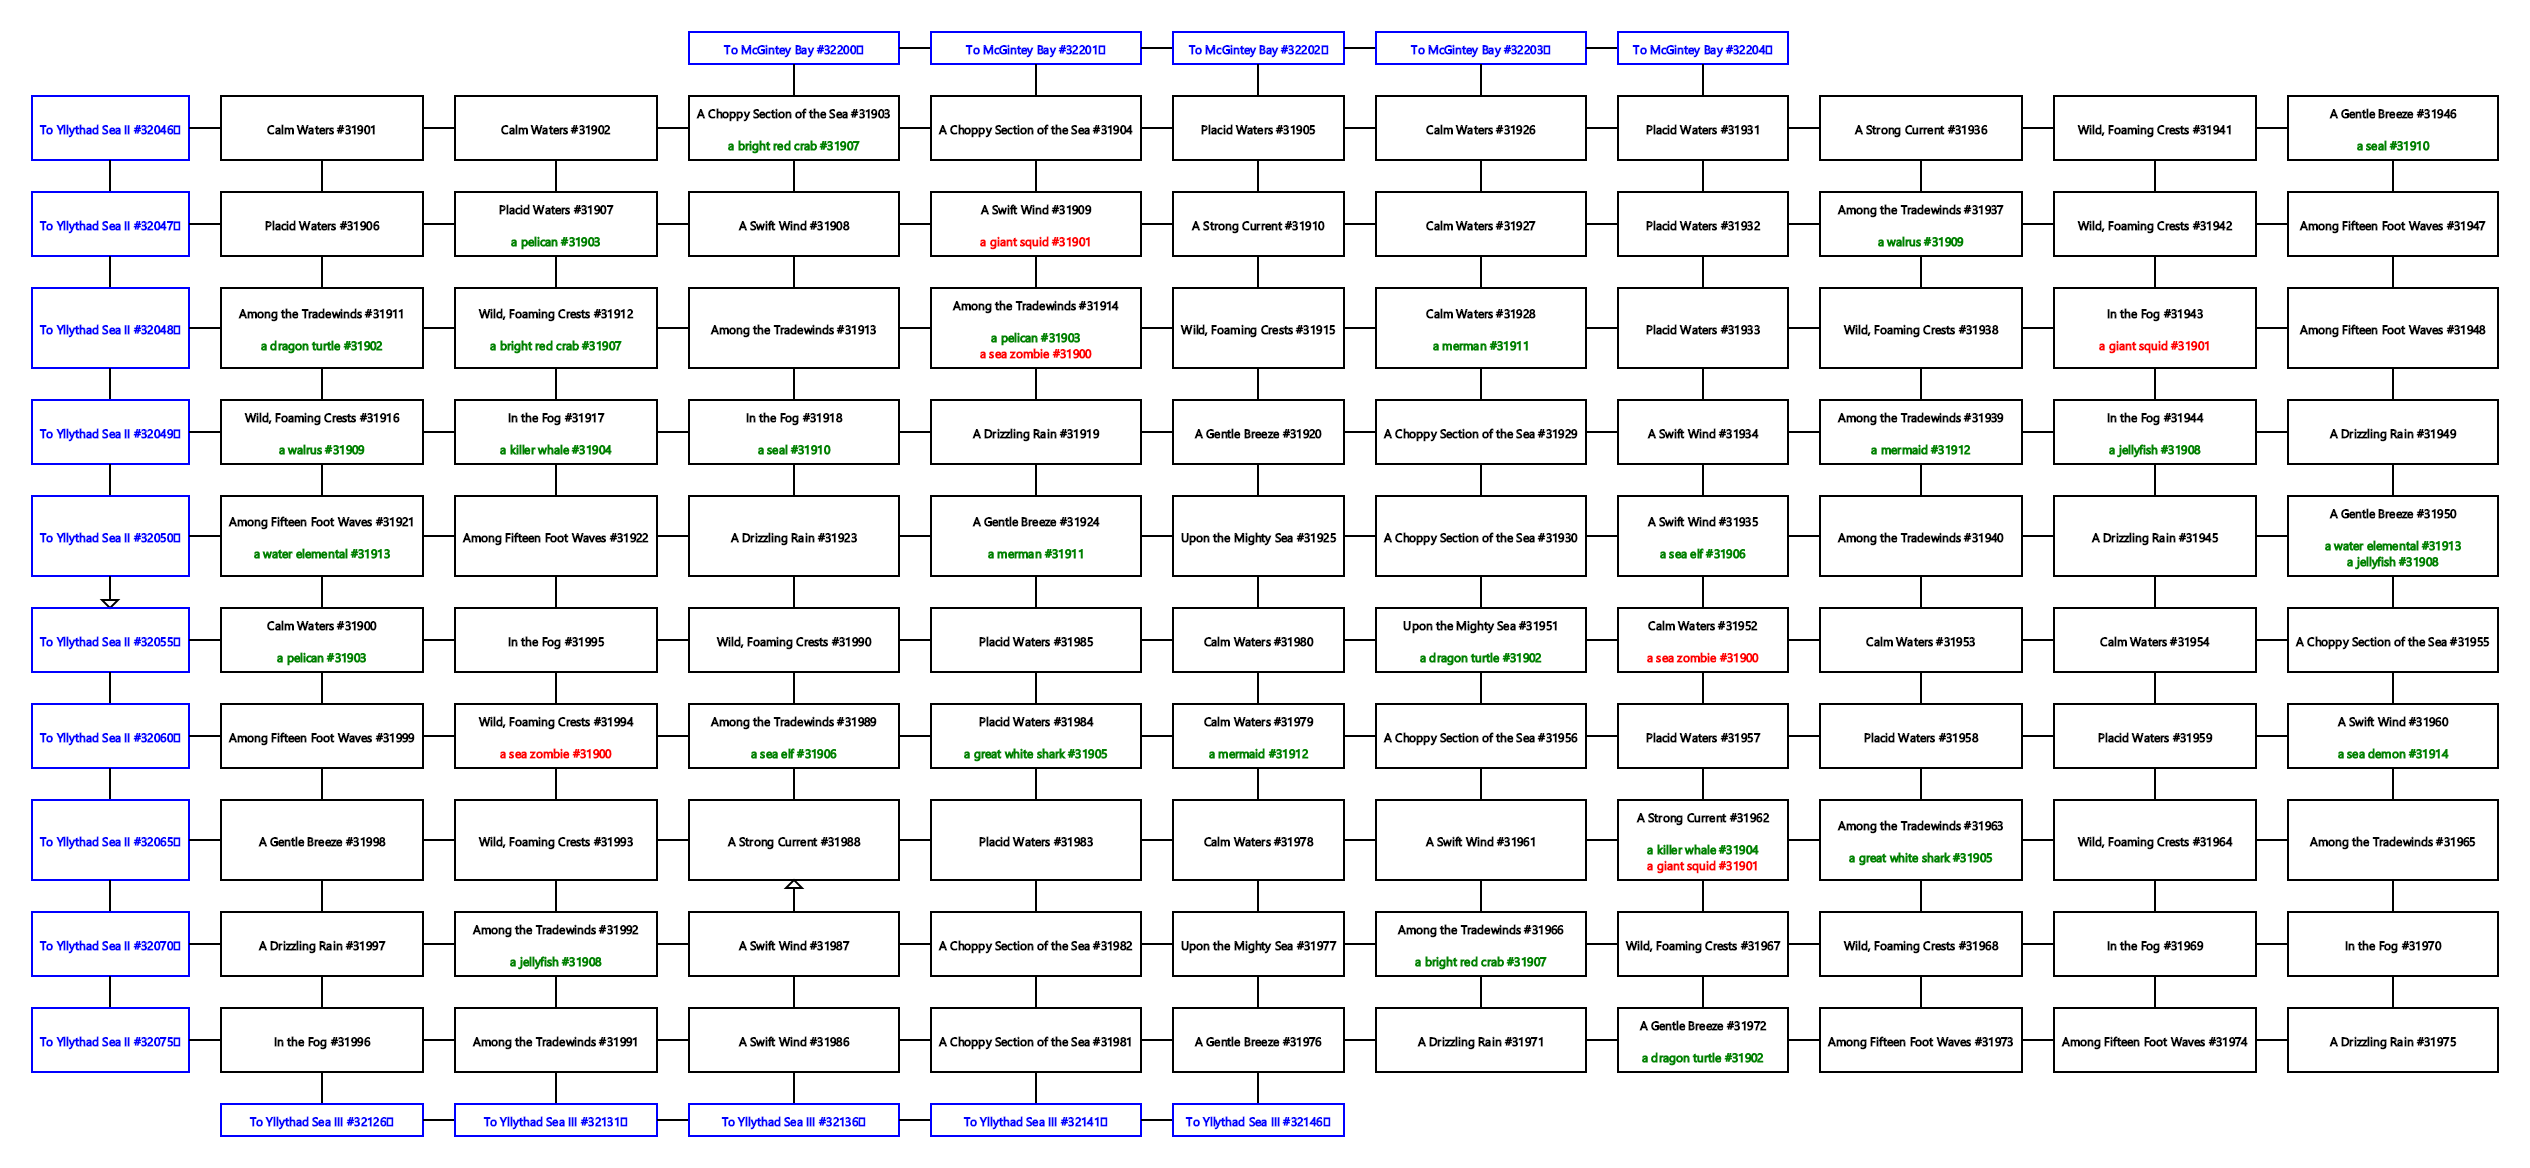 To McGintey Bay #32200
To McGintey Bay #32201
To McGintey Bay #32202
To McGintey Bay #32203
To McGintey Bay #32204
To Yllythad Sea II #32046
Calm Waters #31901
Calm Waters #31902
A Choppy Section of the Sea #31903
a bright red crab #31907
A Choppy Section of the Sea #31904
Placid Waters #31905
Calm Waters #31926
Placid Waters #31931
A Strong Current #31936
Wild, Foaming Crests #31941
A Gentle Breeze #31946
a seal #31910
To Yllythad Sea II #32047
Placid Waters #31906
Placid Waters #31907
a pelican #31903
A Swift Wind #31908
A Swift Wind #31909
a giant squid #31901
A Strong Current #31910
Calm Waters #31927
Placid Waters #31932
Among the Tradewinds #31937
a walrus #31909
Wild, Foaming Crests #31942
Among Fifteen Foot Waves #31947
To Yllythad Sea II #32048
Among the Tradewinds #31911
a dragon turtle #31902
Wild, Foaming Crests #31912
a bright red crab #31907
Among the Tradewinds #31913
Among the Tradewinds #31914
a pelican #31903
a sea zombie #31900
Wild, Foaming Crests #31915
Calm Waters #31928
a merman #31911
Placid Waters #31933
Wild, Foaming Crests #31938
In the Fog #31943
a giant squid #31901
Among Fifteen Foot Waves #31948
To Yllythad Sea II #32049
Wild, Foaming Crests #31916
a walrus #31909
In the Fog #31917
a killer whale #31904
In the Fog #31918
a seal #31910
A Drizzling Rain #31919
A Gentle Breeze #31920
A Choppy Section of the Sea #31929
A Swift Wind #31934
Among the Tradewinds #31939
a mermaid #31912
In the Fog #31944
a jellyfish #31908
A Drizzling Rain #31949
To Yllythad Sea II #32050
Among Fifteen Foot Waves #31921
a water elemental #31913
Among Fifteen Foot Waves #31922
A Drizzling Rain #31923
A Gentle Breeze #31924
a merman #31911
Upon the Mighty Sea #31925
A Choppy Section of the Sea #31930
A Swift Wind #31935
a sea elf #31906
Among the Tradewinds #31940
A Drizzling Rain #31945
A Gentle Breeze #31950
a water elemental #31913
a jellyfish #31908
To Yllythad Sea II #32055
Calm Waters #31900
a pelican #31903
In the Fog #31995
Wild, Foaming Crests #31990
Placid Waters #31985
Calm Waters #31980
Upon the Mighty Sea #31951
a dragon turtle #31902
Calm Waters #31952
a sea zombie #31900
Calm Waters #31953
Calm Waters #31954
A Choppy Section of the Sea #31955
To Yllythad Sea II #32060
Among Fifteen Foot Waves #31999
Wild, Foaming Crests #31994
a sea zombie #31900
Among the Tradewinds #31989
a sea elf #31906
Placid Waters #31984
a great white shark #31905
Calm Waters #31979
a mermaid #31912
A Choppy Section of the Sea #31956
Placid Waters #31957
Placid Waters #31958
Placid Waters #31959
A Swift Wind #31960
a sea demon #31914
To Yllythad Sea II #32065
A Gentle Breeze #31998
Wild, Foaming Crests #31993
A Strong Current #31988
Placid Waters #31983
Calm Waters #31978
A Swift Wind #31961
A Strong Current #31962
a killer whale #31904
a giant squid #31901
Among the Tradewinds #31963
a great white shark #31905
Wild, Foaming Crests #31964
Among the Tradewinds #31965
To Yllythad Sea II #32070
A Drizzling Rain #31997
Among the Tradewinds #31992
a jellyfish #31908
A Swift Wind #31987
A Choppy Section of the Sea #31982
Upon the Mighty Sea #31977
Among the Tradewinds #31966
a bright red crab #31907
Wild, Foaming Crests #31967
Wild, Foaming Crests #31968
In the Fog #31969
In the Fog #31970
To Yllythad Sea II #32075
In the Fog #31996
Among the Tradewinds #31991
A Swift Wind #31986
A Choppy Section of the Sea #31981
A Gentle Breeze #31976
A Drizzling Rain #31971
A Gentle Breeze #31972
a dragon turtle #31902
Among Fifteen Foot Waves #31973
Among Fifteen Foot Waves #31974
A Drizzling Rain #31975
To Yllythad Sea III #32126
To Yllythad Sea III #32131
To Yllythad Sea III #32136
To Yllythad Sea III #32141
To Yllythad Sea III #32146